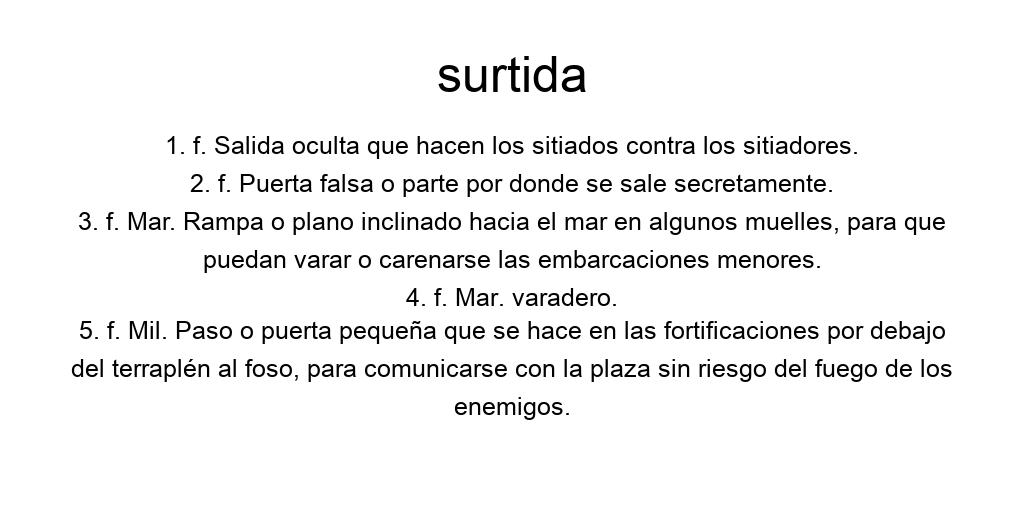 surtida
1. f. Salida oculta que hacen los sitiados contra los sitiadores.
2. f. Puerta falsa o parte por donde se sale secretamente.
3. f. Mar. Rampa o plano inclinado hacia el mar en algunos muelles, para que
puedan varar o carenarse las embarcaciones menores.
4. f. Mar. varadero.
5. f. Mil. Paso o puerta pequeña que se hace en las fortificaciones por debajo
del terraplén al foso, para comunicarse con la plaza sin riesgo del fuego de los
enemigos.